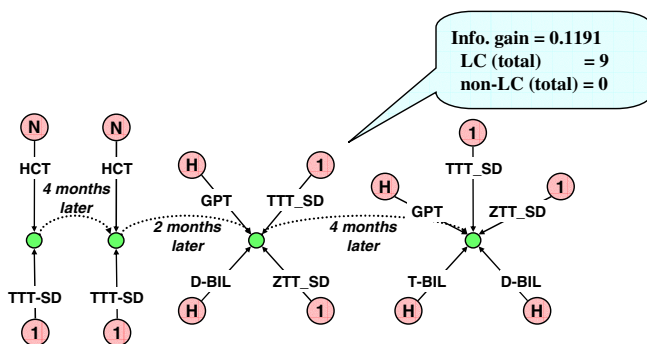 Info. gain = 0.1191
LC (total) = 9
non-LC (total) = 0
N
N
1
HCT
HCT
H
1
TTT_SD
4 months
later
GPT
TTT_SD
H
1
GPT
ZTT_SD
2 months
later
4 months
later
TTT-SD
TTT-SD
D-BIL
ZTT_SD
T-BIL
D-BIL
1
1
H
1
H
H